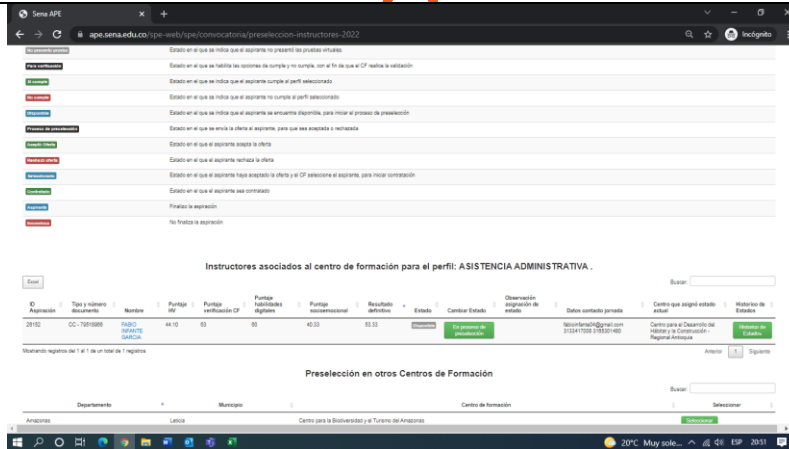 Sena APE
ape.sena.edu.co/spe-web/spe/convocatoria/preseleccion-instructores-2022
Incógnito
No presento prueba Estado en el que se indica que el aspirante no presentó las pruebas virtuales.
Para verificación Estado en el que se habilita las opciones de cumple y no cumple, con el fin de que el CF realice la validación
Si cumple Estado en el que se indica que el aspirante cumple al perfil seleccionado
No cumple Estado en el que se indica que el aspirante no cumple al perfil seleccionado
Disponible Estado en el que se indica que el aspirante se encuentra disponible, para iniciar el proceso de preselección
Proceso de preselección Estado en el que se envía la oferta al aspirante, para que sea aceptada o rechazada
Aceptó Oferta Estado en el que el aspirante acepta la oferta
Rechazo oferta Estado en el que el aspirante rechaza la oferta
Seleccionado Estado en el que el aspirante haya aceptado la oferta y el CF seleccione el aspirante, para iniciar contratación
Contratado Estado en el que el aspirante sea contratado
Aspirante Finaliza la aspiración
No finaliza la aspiración
Instructores asociados al centro de formación para el perfil: ASISTENCIA ADMINISTRATIVA .
Excel
Buscar:
ID Aspiración Tipo y número documento Nombre Puntaje HV Puntaje verificación CF Puntaje habilidades digitales Puntaje socioemocional Resultado definitivo Estado Cambiar Estado Observación asignación de estado Datos contacto jornada Centro que asignó estado actual Historico de Estados
CC - FABIO INFANTE GARCIA 44.10 60 40.33 53.33 Disponible En proceso de preselección Centro para el Desarrollo del Hábitat y la Construcción - Regional Antioquia Historico de Estados
Mostrando registros del 1 al 1 de un total de 1 registros
Anterior 1 Siguiente
Preselección en otros Centros de Formación
Buscar:
Departamento Municipio Centro de formación Seleccionar
Amazonas Leticia Centro para la Biodiversidad y el Turismo del Amazonas Seleccionar
20°C Muy sole... ESP 20:51